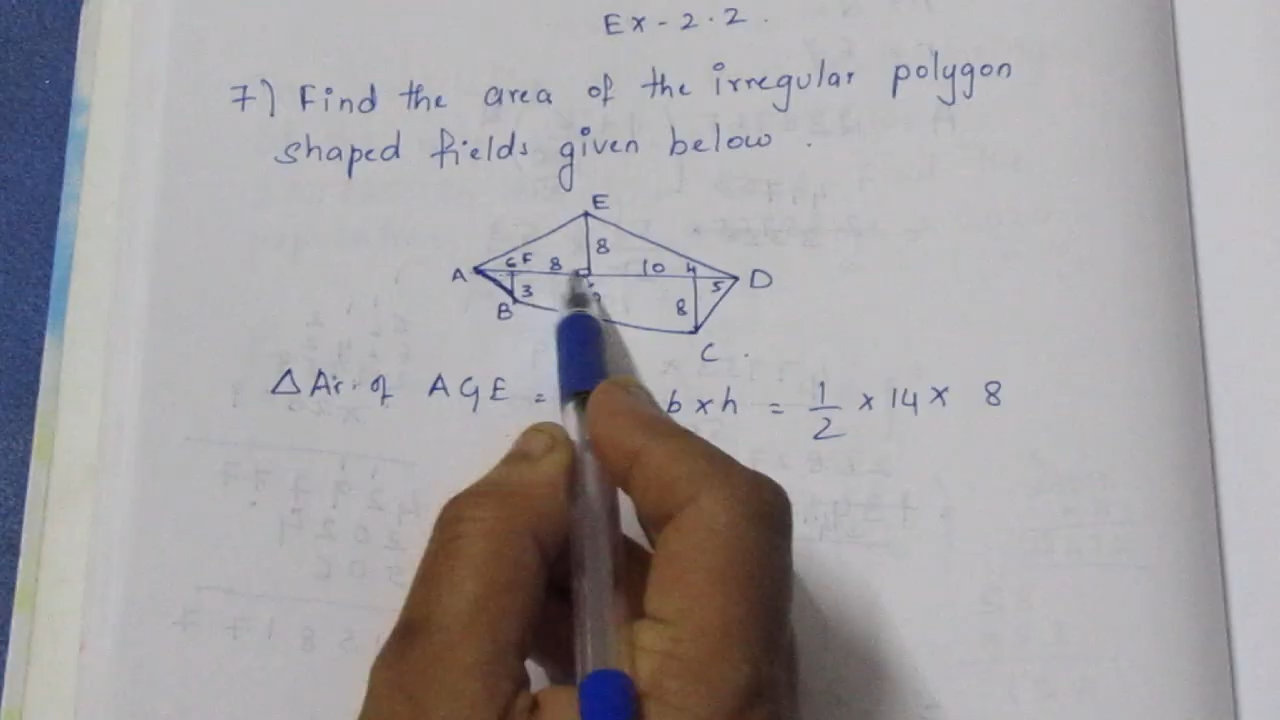 Ex - 2.2.
7) Find the area of the irregular polygon
shaped fields given below.
E
8
A 6 F 8 10 4 5 D
3 8
B
C
Δ Ar. of AGE = b × h = 1/2 × 14 × 8